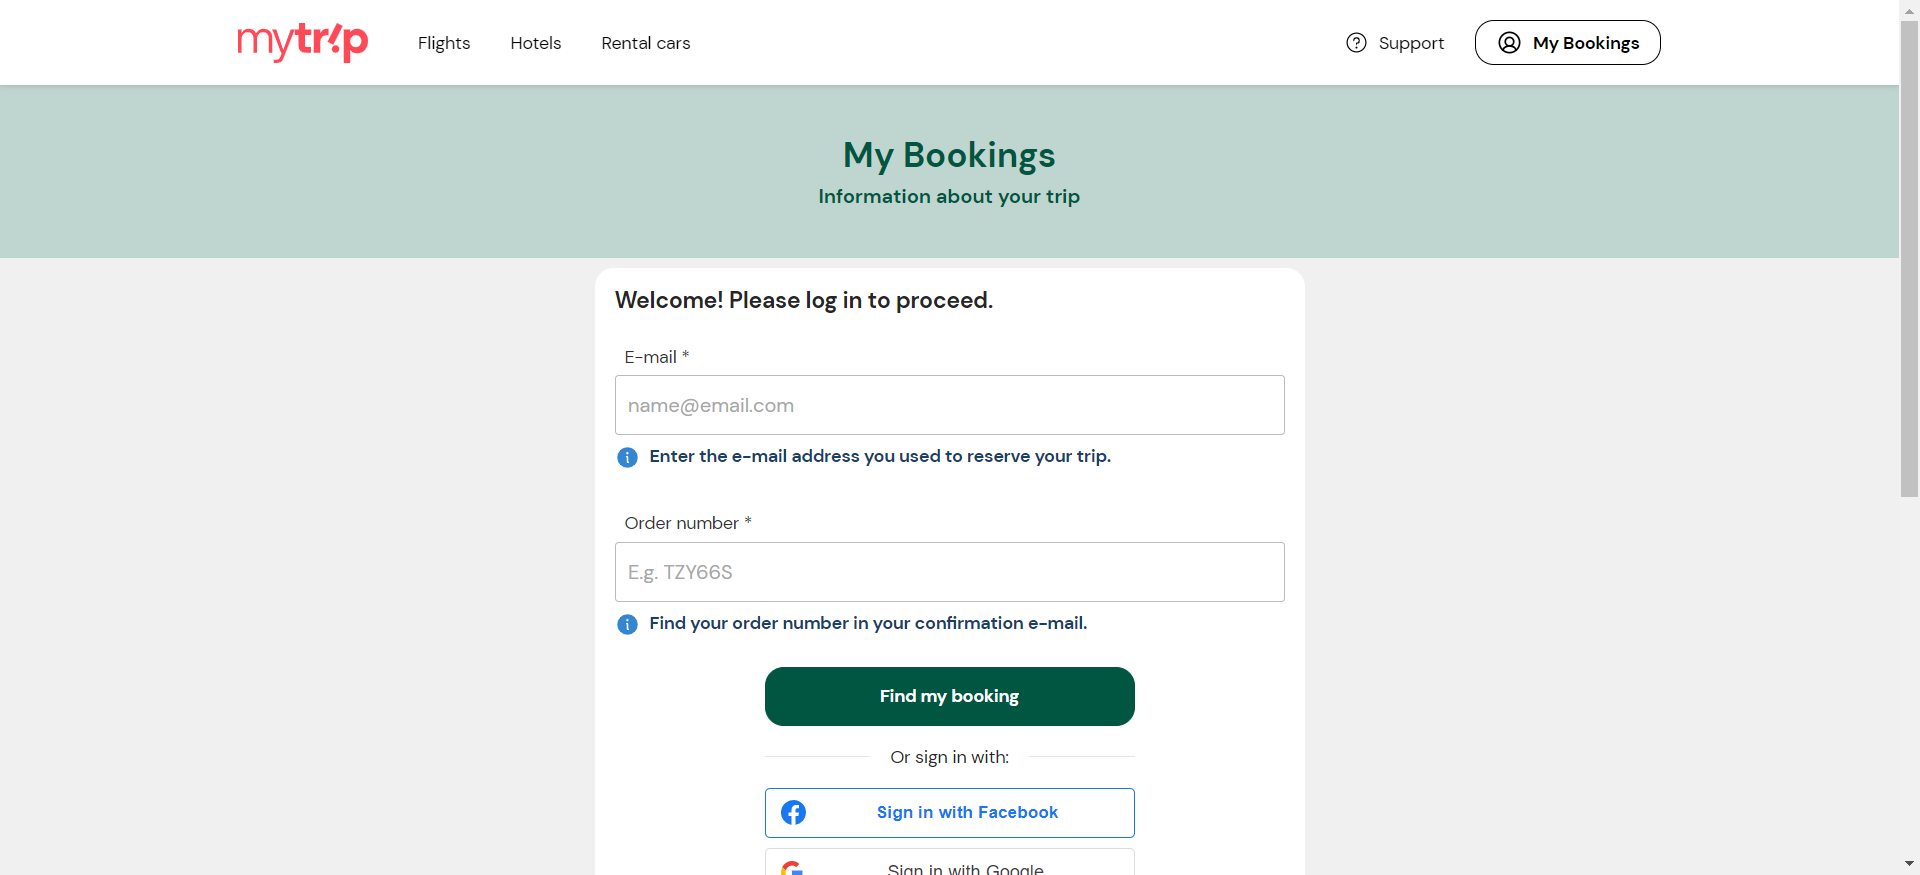 mytrip
Flights
Hotels
Rental cars
Support
My Bookings
My Bookings
Information about your trip
Welcome! Please log in to proceed.
E-mail *
name@email.com
Enter the e-mail address you used to reserve your trip.
Order number *
E.g. TZY66S
Find your order number in your confirmation e-mail.
Find my booking
Or sign in with:
Sign in with Facebook
Sign in with Google